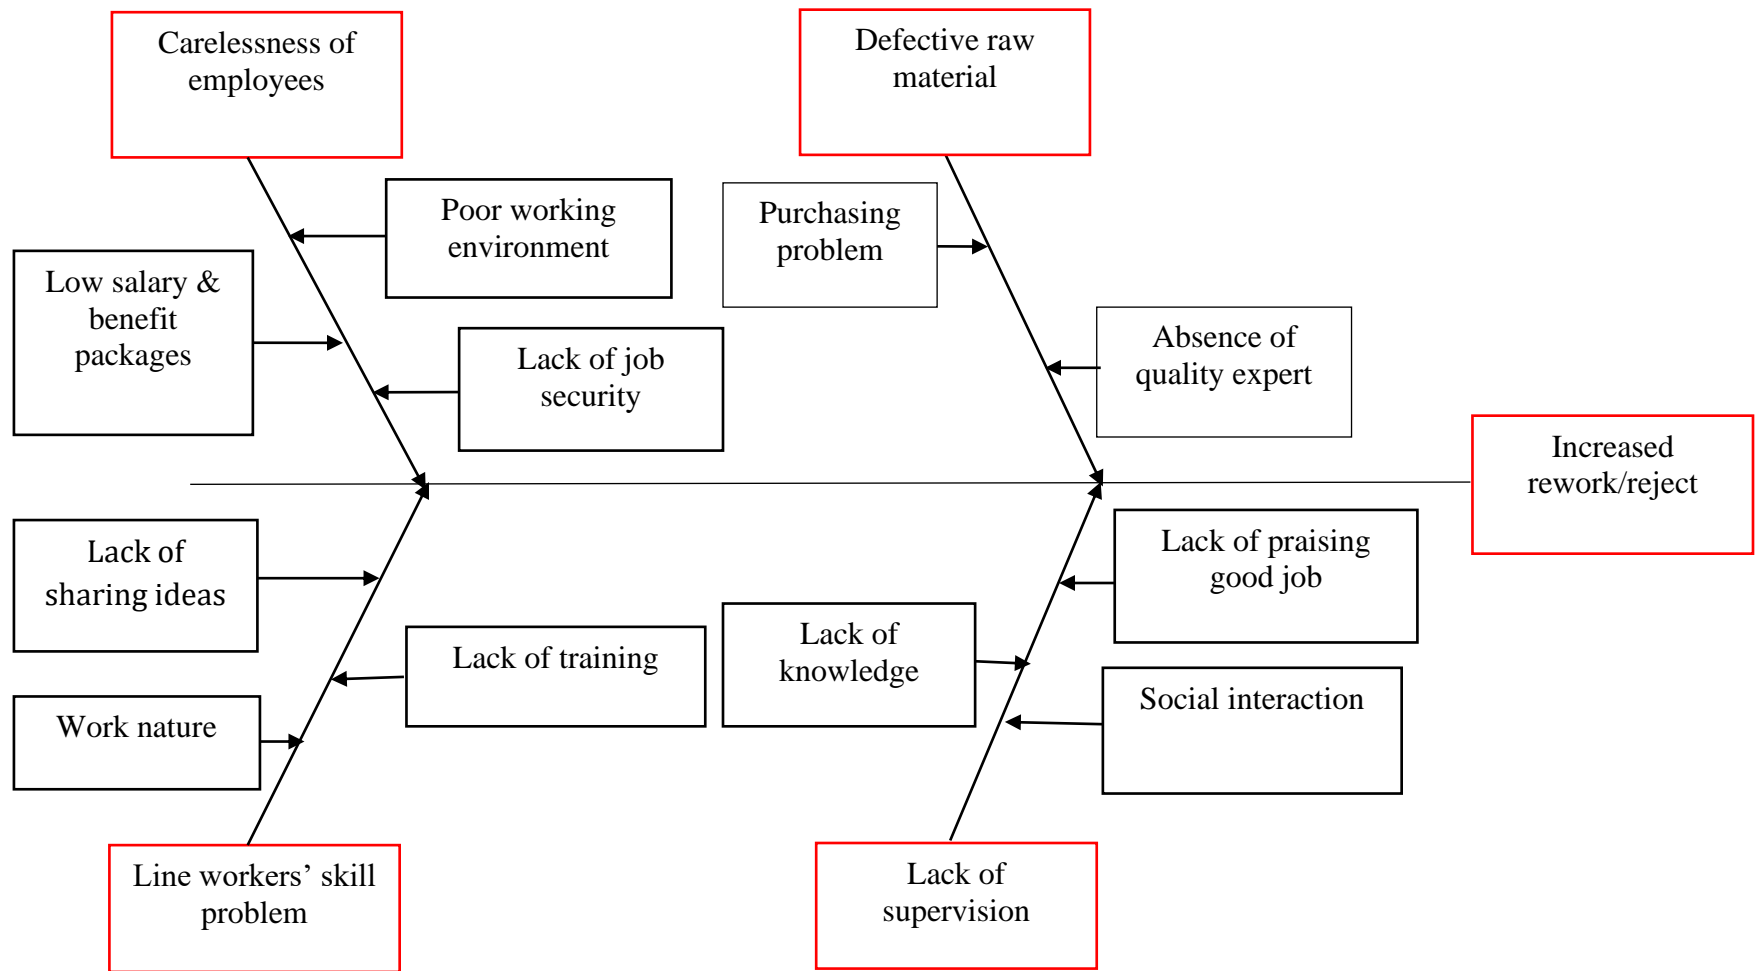 Carelessness of
employees
Defective raw
material
Poor working
environment
Purchasing
problem
Low salary &
benefit
packages
Lack of job
security
Absence of
quality expert
Increased
rework/reject
Lack of
sharing ideas
Lack of praising
good job
Lack of training
Lack of
knowledge
Social interaction
Work nature
Line workers’ skill
problem
Lack of
supervision